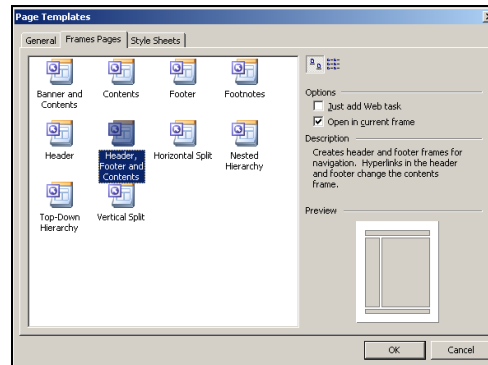 Page Templates
General Frames Pages Style Sheets
Banner and
Contents
Contents
Footer
Footnotes
Header
Header,
Footer and
Contents
Horizontal Split
Nested
Hierarchy
Top-Down
Hierarchy
Vertical Split
Options
Just add Web task
Open in current frame
Description
Creates header and footer frames for
navigation. Hyperlinks in the header
and footer change the contents
frame.
Preview
OK Cancel